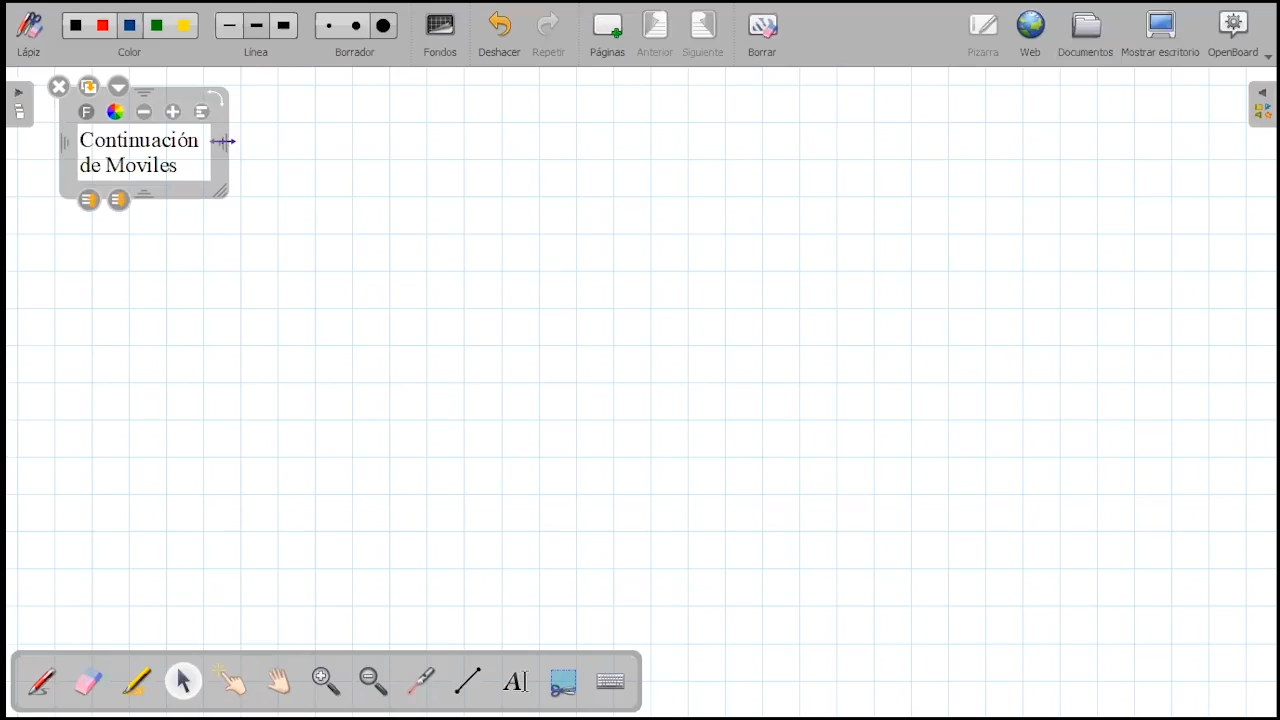 Lápiz
Color
Línea
Borrador
Fondos
Deshacer
Repetir
Páginas
Anterior
Siguiente
Borrar
Pizarra
Web
Documentos
Mostrar escritorio
OpenBoard
F
Continuación
de Moviles
A